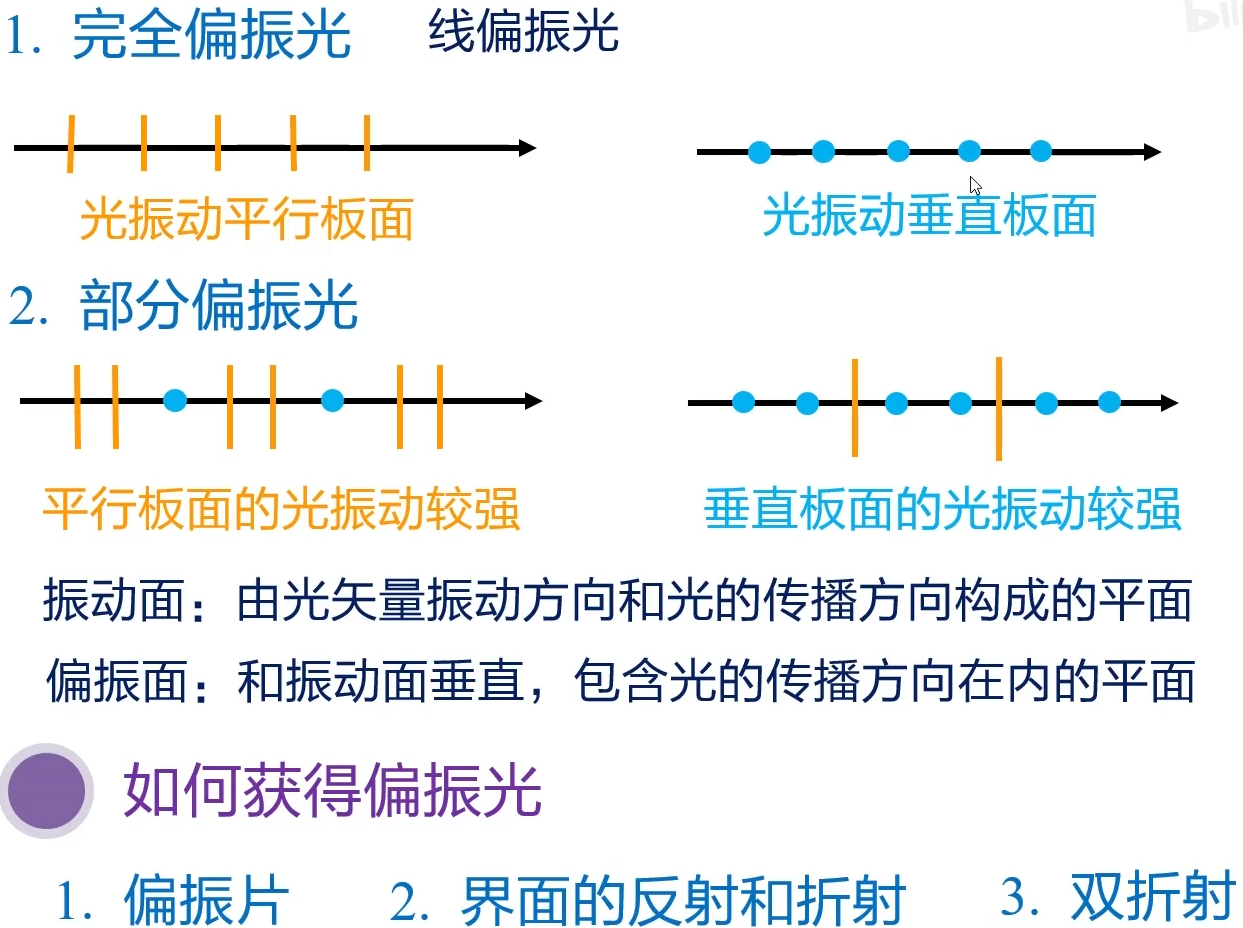 1. 完全偏振光 线偏振光
光振动平行板面 光振动垂直板面
2. 部分偏振光
平行板面的光振动较强 垂直板面的光振动较强
振动面：由光矢量振动方向和光的传播方向构成的平面
偏振面：和振动面垂直，包含光的传播方向在内的平面
如何获得偏振光
1. 偏振片 2. 界面的反射和折射 3. 双折射